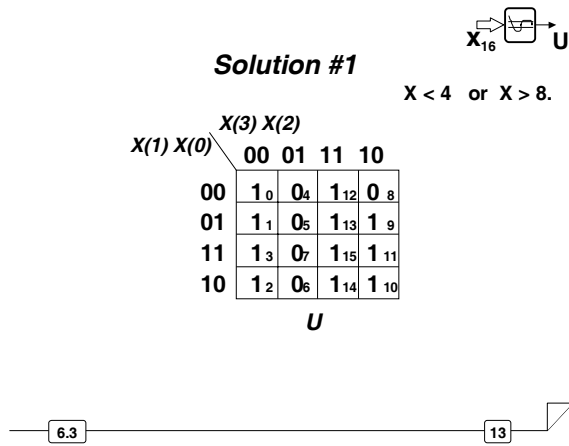 X16 U
Solution #1
X < 4 or X > 8.
X(3) X(2)
X(1) X(0)
00 01 11 10
00 1 0 0 4 1 12 0 8
01 1 1 0 5 1 13 1 9
11 1 3 0 7 1 15 1 11
10 1 2 0 6 1 14 1 10
U
6.3 13